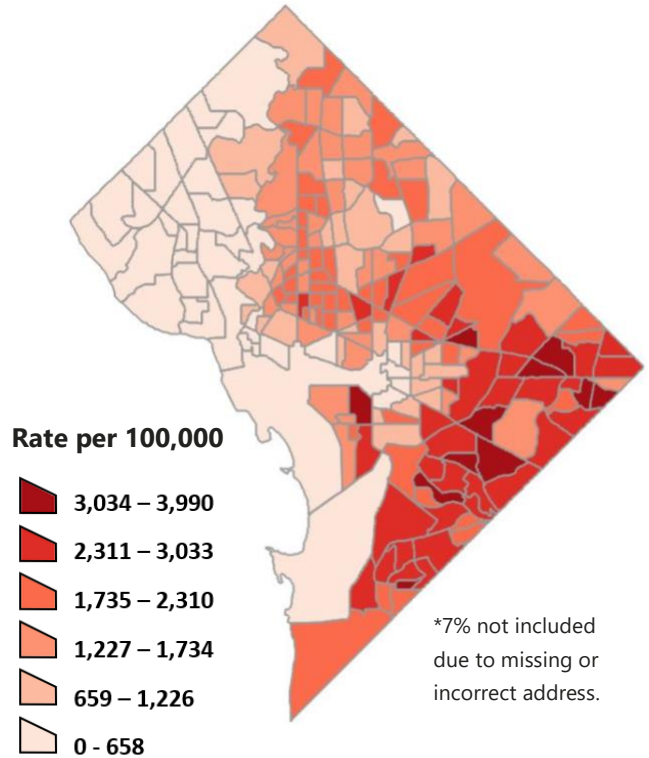 Rate per 100,000
3,034 – 3,990
2,311 – 3,033
1,735 – 2,310
1,227 – 1,734
659 – 1,226
0 - 658
*7% not included
due to missing or
incorrect address.